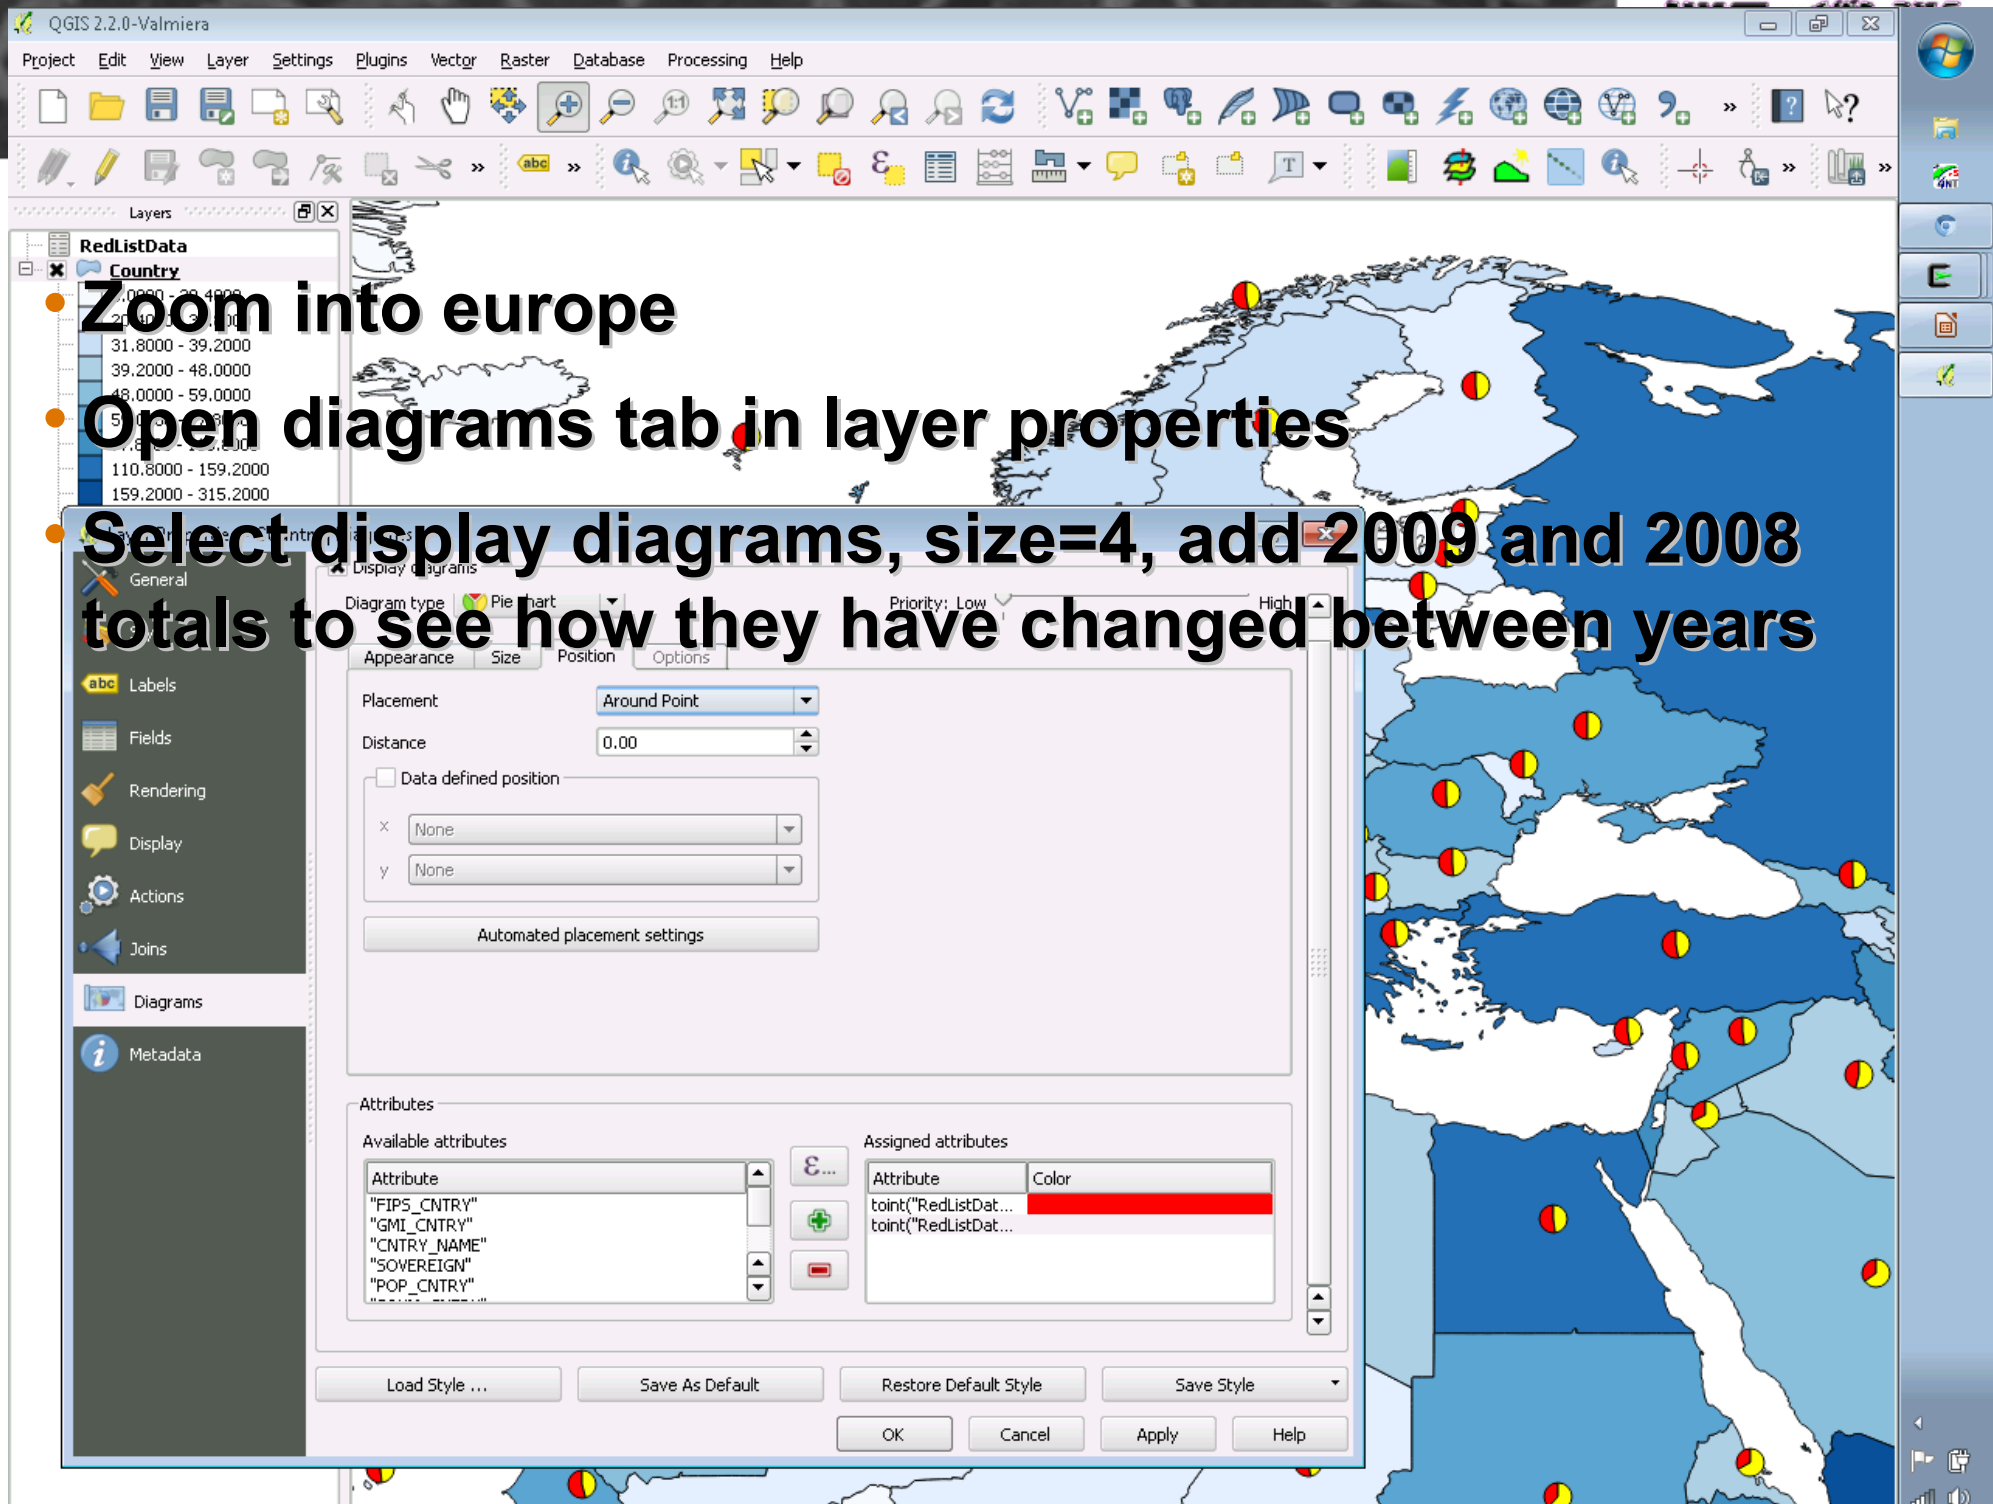 QGIS 2.2.0-Valmiera
Project Edit View Layer Settings Plugins Vector Raster Database Processing Help
Layers
RedListData
Country
31.8000 - 39.2000
39.2000 - 48.0000
48.0000 - 59.0000
110.8000 - 159.2000
159.2000 - 315.2000
• Zoom into europe
• Open diagrams tab in layer properties
• Select display diagrams, size=4, add 2009 and 2008
totals to see how they have changed between years
General
Labels
Fields
Rendering
Display
Actions
Joins
Diagrams
Metadata
Display diagrams
Diagram type Pie chart Priority: Low High
Appearance Size Position Options
Placement Around Point
Distance 0.00
Data defined position
x None
y None
Automated placement settings
Attributes
Available attributes
Attribute
"FIPS_CNTRY"
"GMI_CNTRY"
"CNTRY_NAME"
"SOVEREIGN"
"POP_CNTRY"
ε...
Assigned attributes
Attribute Color
toint("RedListDat...
toint("RedListDat...
Load Style ... Save As Default Restore Default Style Save Style
OK Cancel Apply Help